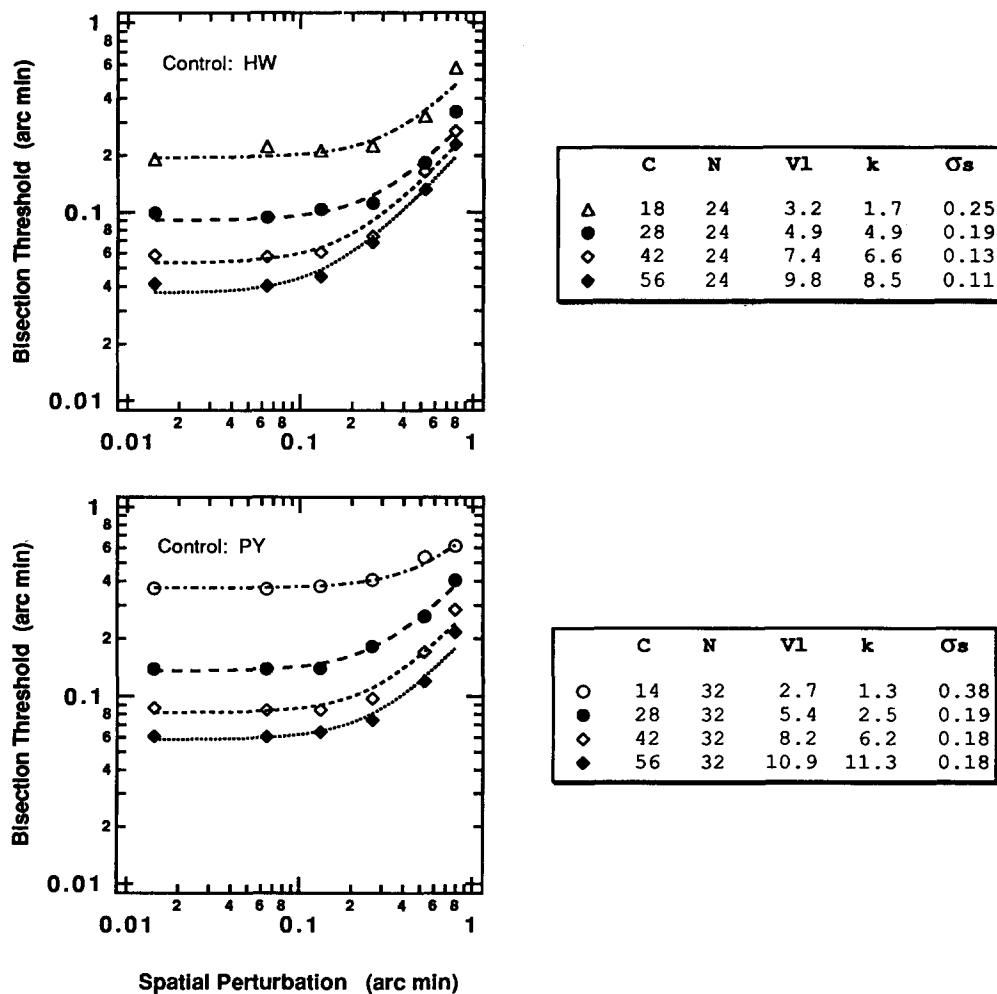 Control: HW
Bisection Threshold (arc min)
1
8
6
4
2
0.1
8
6
4
2
0.01
0.01
2
4
6
8
0.1
2
4
6
8
1
C N Vl k σs
18 24 3.2 1.7 0.25
28 24 4.9 4.9 0.19
42 24 7.4 6.6 0.13
56 24 9.8 8.5 0.11
Control: PY
Bisection Threshold (arc min)
1
8
6
4
2
0.1
8
6
4
2
0.01
0.01
2
4
6
8
0.1
2
4
6
8
1
Spatial Perturbation (arc min)
C N Vl k σs
14 32 2.7 1.3 0.38
28 32 5.4 2.5 0.19
42 32 8.2 6.2 0.18
56 32 10.9 11.3 0.18